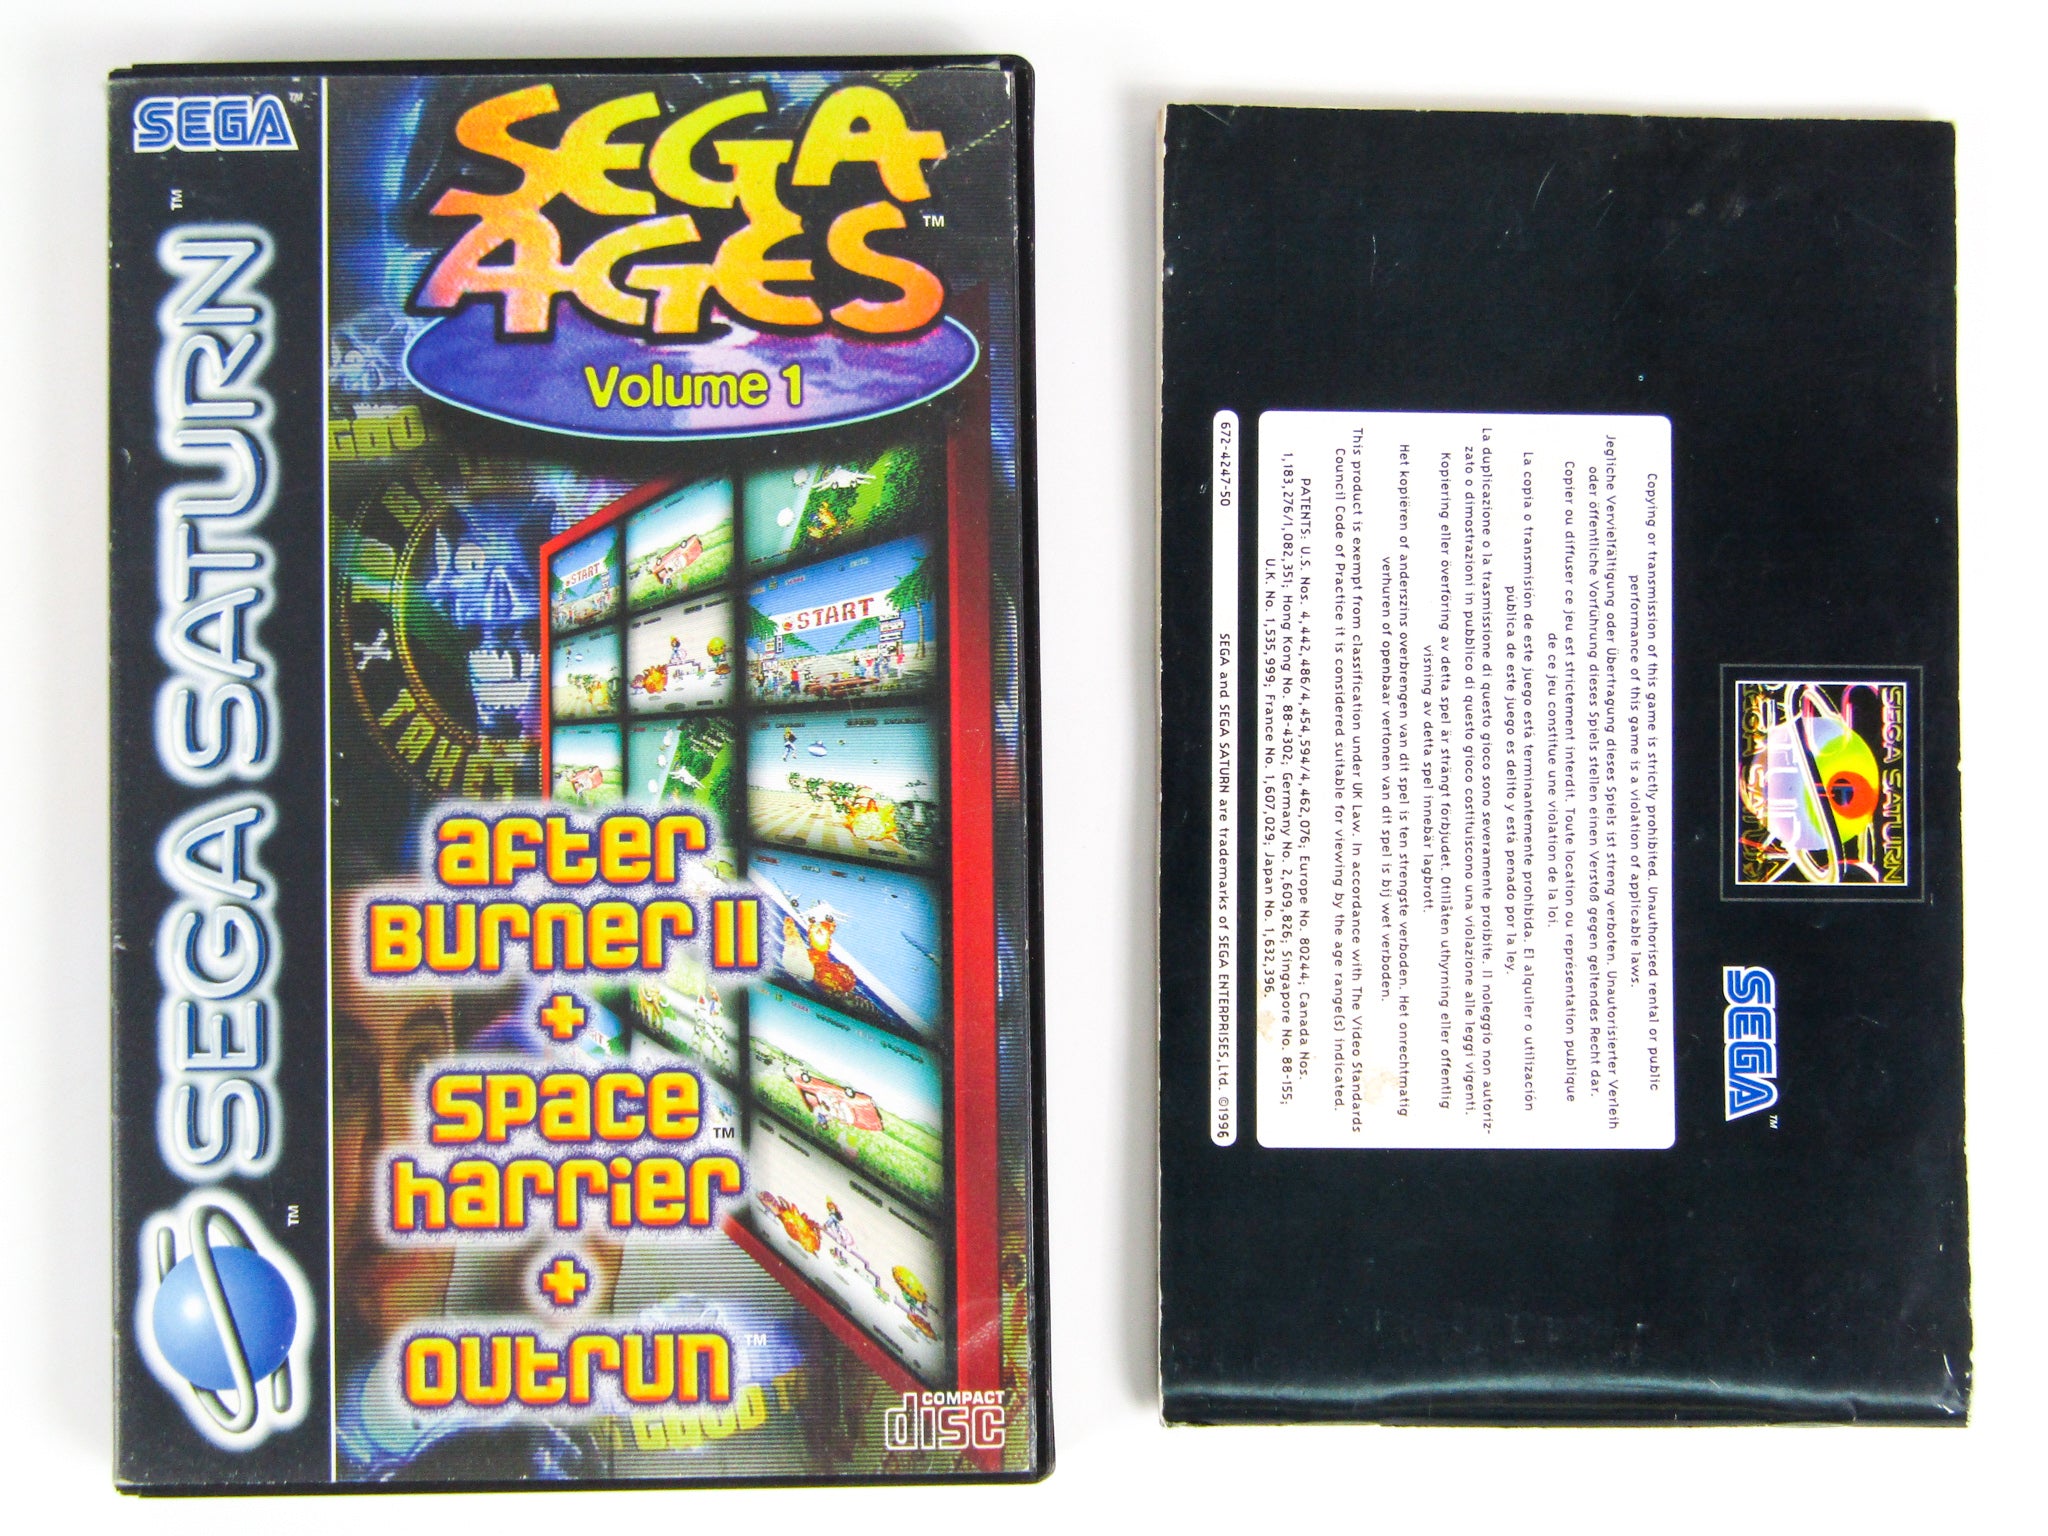 SEGA™
SEGA SATURN™
™
SEGA
AGES™
Volume 1
START
START
after
Burner II
+
space
harrier™
+
outrun™
COMPACT
disc
Copying or transmission of this game is strictly prohibited. Unauthorised rental or public
performance of this game is a violation of applicable laws.
Jegliche Vervielfältigung oder Übertragung dieses Spiels ist streng verboten. Unautorisierter Verleih
oder öffentliche Vorführung dieses Spiels stellen einen Verstoß gegen geltendes Recht dar.
Copier ou diffuser ce jeu est strictement interdit. Toute location ou représentation publique
de ce jeu constitue une violation de la loi.
La copia o transmisión de este juego está terminantemente prohibida. El alquiler o utilización
pública de este juego es delito y está penado por la ley.
La duplicazione o la trasmissione di questo gioco sono severamente proibite. Il noleggio non autoriz-
zato o dimostrazioni in pubblico di questo gioco costituiscono una violazione alle leggi vigenti.
Kopiering eller överföring av detta spel är strängt förbjudet. Otillåten uthyrning eller offentlig
visning av detta spel innebär lagbrott.
Het kopiëren of anderszins overbrengen van dit spel is ten strengste verboden. Het onrechtmatig
verhuren of openbaar vertonen van dit spel is bij wet verboden.
This product is exempt from classification under UK Law. In accordance with The Video Standards
Council Code of Practice it is considered suitable for viewing by the age range(s) indicated.
PATENTS: U.S. Nos. 4,442,486/4,454,594/4,462,076; Europe No. 80244; Canada Nos.
1,183,276/1,082,351; Hong Kong No. 88-4302; Germany No. 2,609,826; Singapore No. 88-155;
U.K. No. 1,535,999; France No. 1,607,029; Japan No. 1,632,396.
672-4247-50
SEGA and SEGA SATURN are trademarks of SEGA ENTERPRISES, Ltd. ©1996
SEGA SATURN
SEGA™